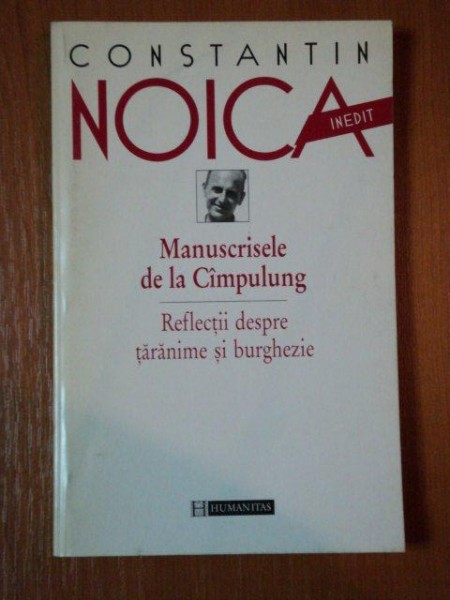 CONSTANTIN
NOICA
INEDIT
Manuscrisele
de la Cîmpulung
Reflecții despre
țărănime și burghezie
HUMANITAS